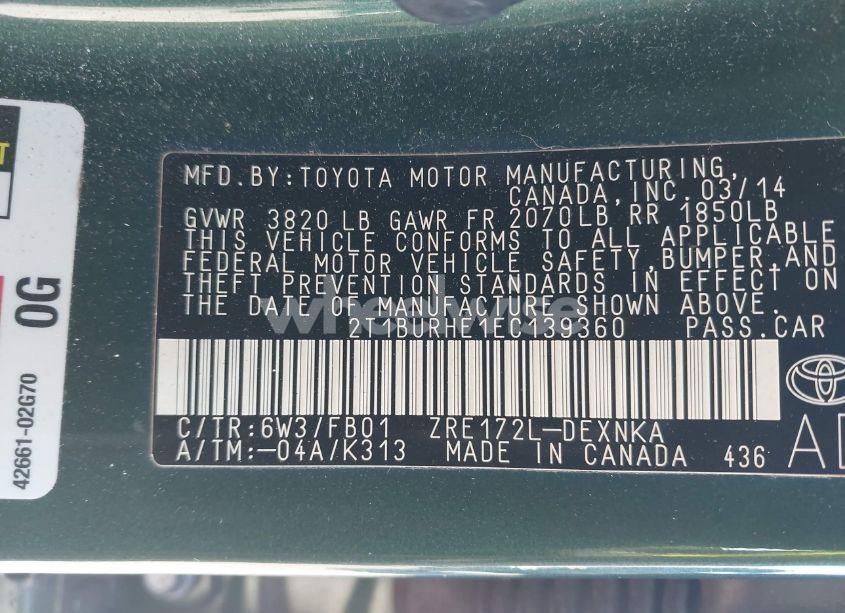 MFD.BY:TOYOTA MOTOR MANUFACTURING,
CANADA, INC. 03/14
GVWR 3820 LB GAWR FR 2070LB RR 1850LB
THIS VEHICLE CONFORMS TO ALL APPLICABLE
FEDERAL MOTOR VEHICLE SAFETY,BUMPER,AND
THEFT PREVENTION STANDARDS IN EFFECT ON
THE DATE OF MANUFACTURE SHOWN ABOVE.
PASS.CAR
C/TR:6W3/FB01 ZRE172L-DEXNKA
A/TM:-04A/K313 MADE IN CANADA 436
42661-02G70
0G
wheelwise